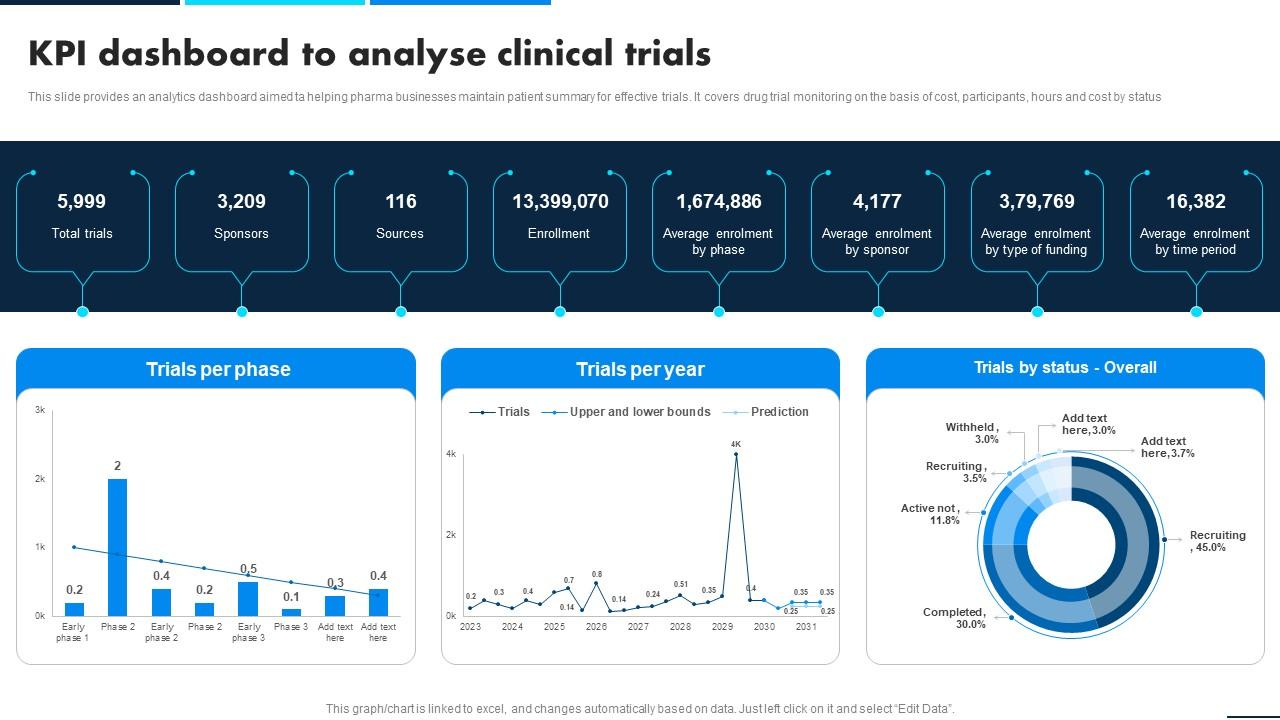 KPI dashboard to analyse clinical trials
This slide provides an analytics dashboard aimed ta helping pharma businesses maintain patient summary for effective trials. It covers drug trial monitoring on the basis of cost, participants, hours and cost by status
5,999
Total trials
3,209
Sponsors
116
Sources
13,399,070
Enrollment
1,674,886
Average enrolment
by phase
4,177
Average enrolment
by sponsor
3,79,769
Average enrolment
by type of funding
16,382
Average enrolment
by time period
Trials per phase
3k
2k
1k
0k
0.2
2
0.4
0.2
0.5
0.1
0.3
0.4
Early
phase 1
Phase 2
Early
phase 2
Phase 2
Early
phase 3
Phase 3
Add text
here
Add text
here
Trials per year
Trials
Upper and lower bounds
Prediction
4k
2k
0k
0.2
0.3
0.4
0.7
0.14
0.8
0.14
0.24
0.51
0.35
4K
0.4
0.35
0.35
0.25
0.25
2023
2024
2025
2026
2027
2028
2029
2030
2031
Trials by status - Overall
Withheld ,
3.0%
Add text
here, 3.0%
Add text
here, 3.7%
Recruiting ,
3.5%
Active not ,
11.8%
Recruiting
, 45.0%
Completed,
30.0%
This graph/chart is linked to excel, and changes automatically based on data. Just left click on it and select “Edit Data”.